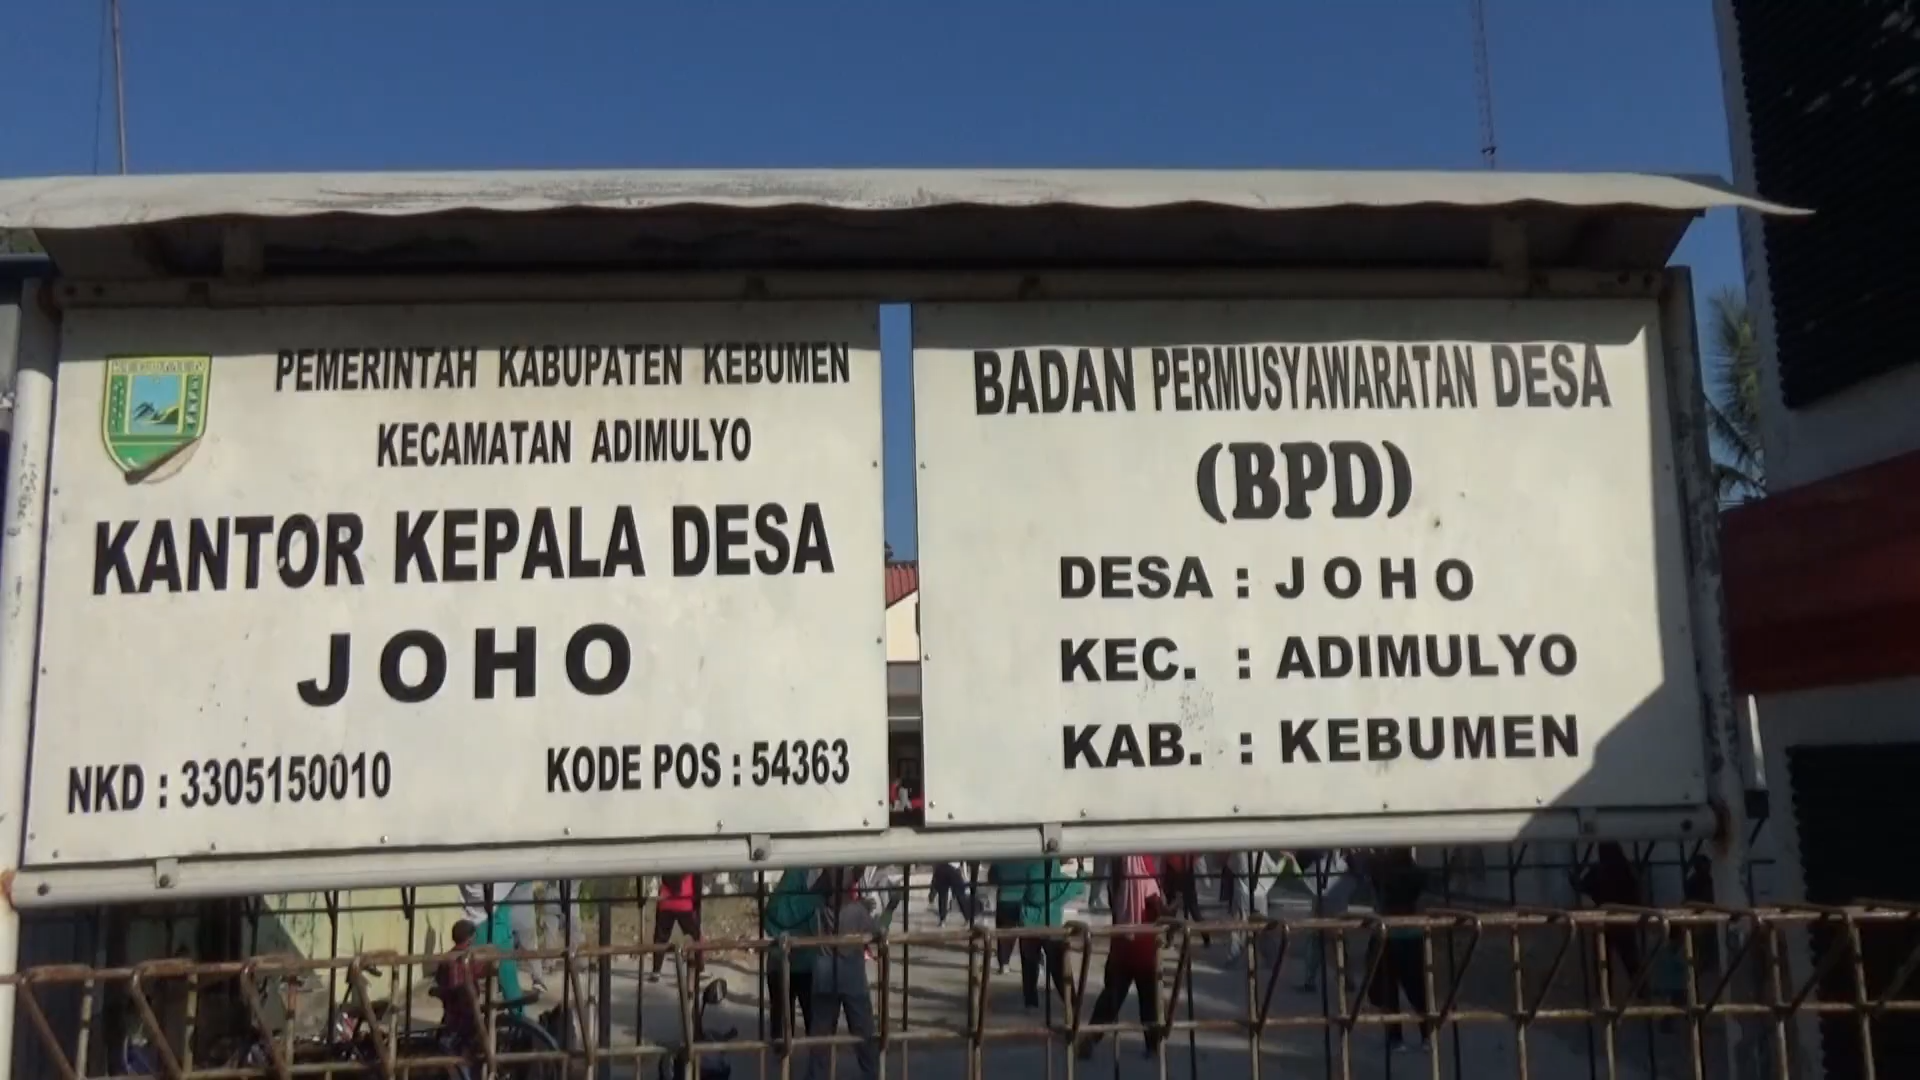 PEMERINTAH KABUPATEN KEBUMEN
KECAMATAN ADIMULYO
KANTOR KEPALA DESA
JOHO
NKD : 3305150010 KODE POS : 54363
BADAN PERMUSYAWARATAN DESA
(BPD)
DESA : JOHO
KEC. : ADIMULYO
KAB. : KEBUMEN